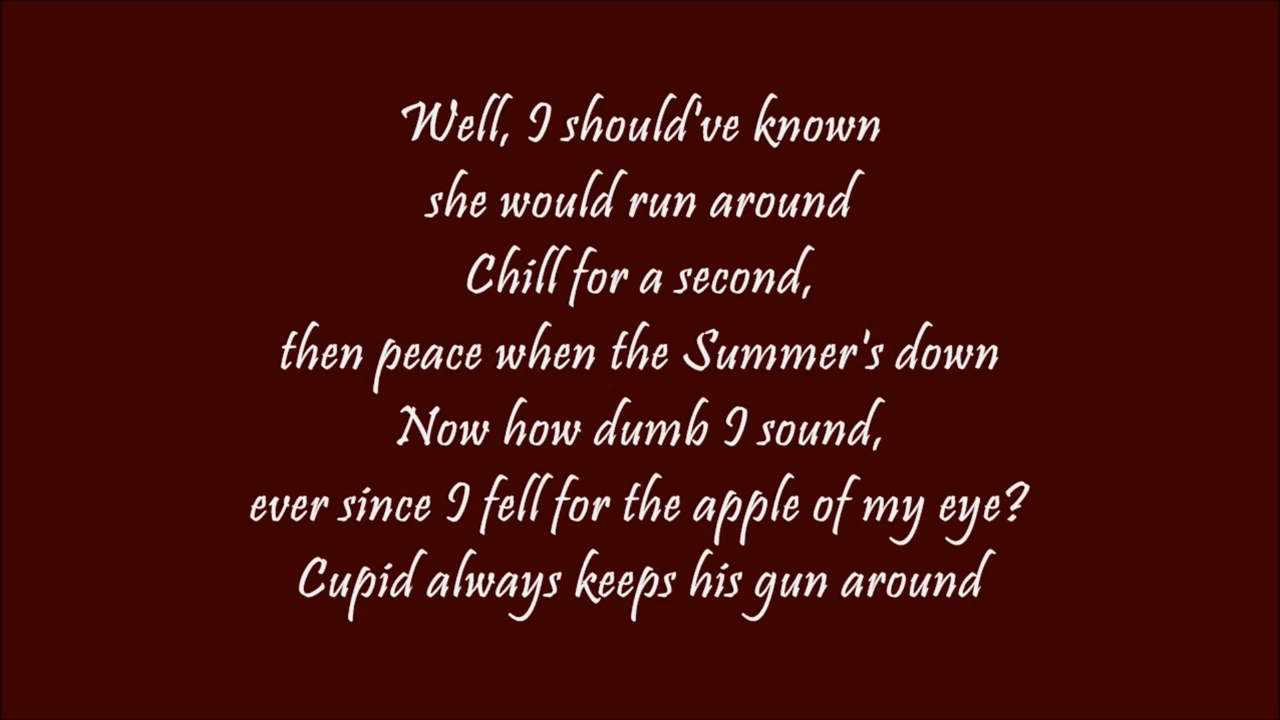 Well, I should've known
she would run around
Chill for a second,
then peace when the Summer's down
Now how dumb I sound,
ever since I fell for the apple of my eye?
Cupid always keeps his gun around